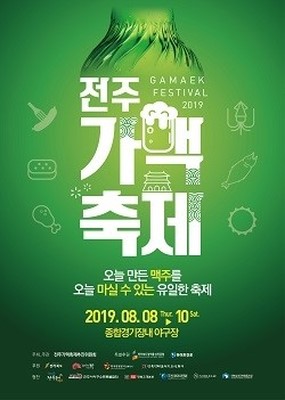 GAMAEK
FESTIVAL
2019
전주
가맥
축제
오늘 만든 맥주를
오늘 마실 수 있는 유일한 축제
2019. 08. 08 Thur. 10 Sat.
종합경기장내 야구장